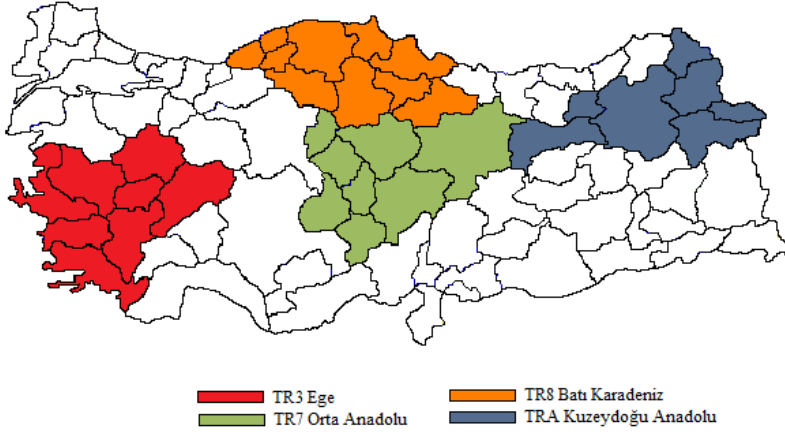 TR3 Ege
TR8 Batı Karadeniz
TR7 Orta Anadolu
TRA Kuzeydoğu Anadolu